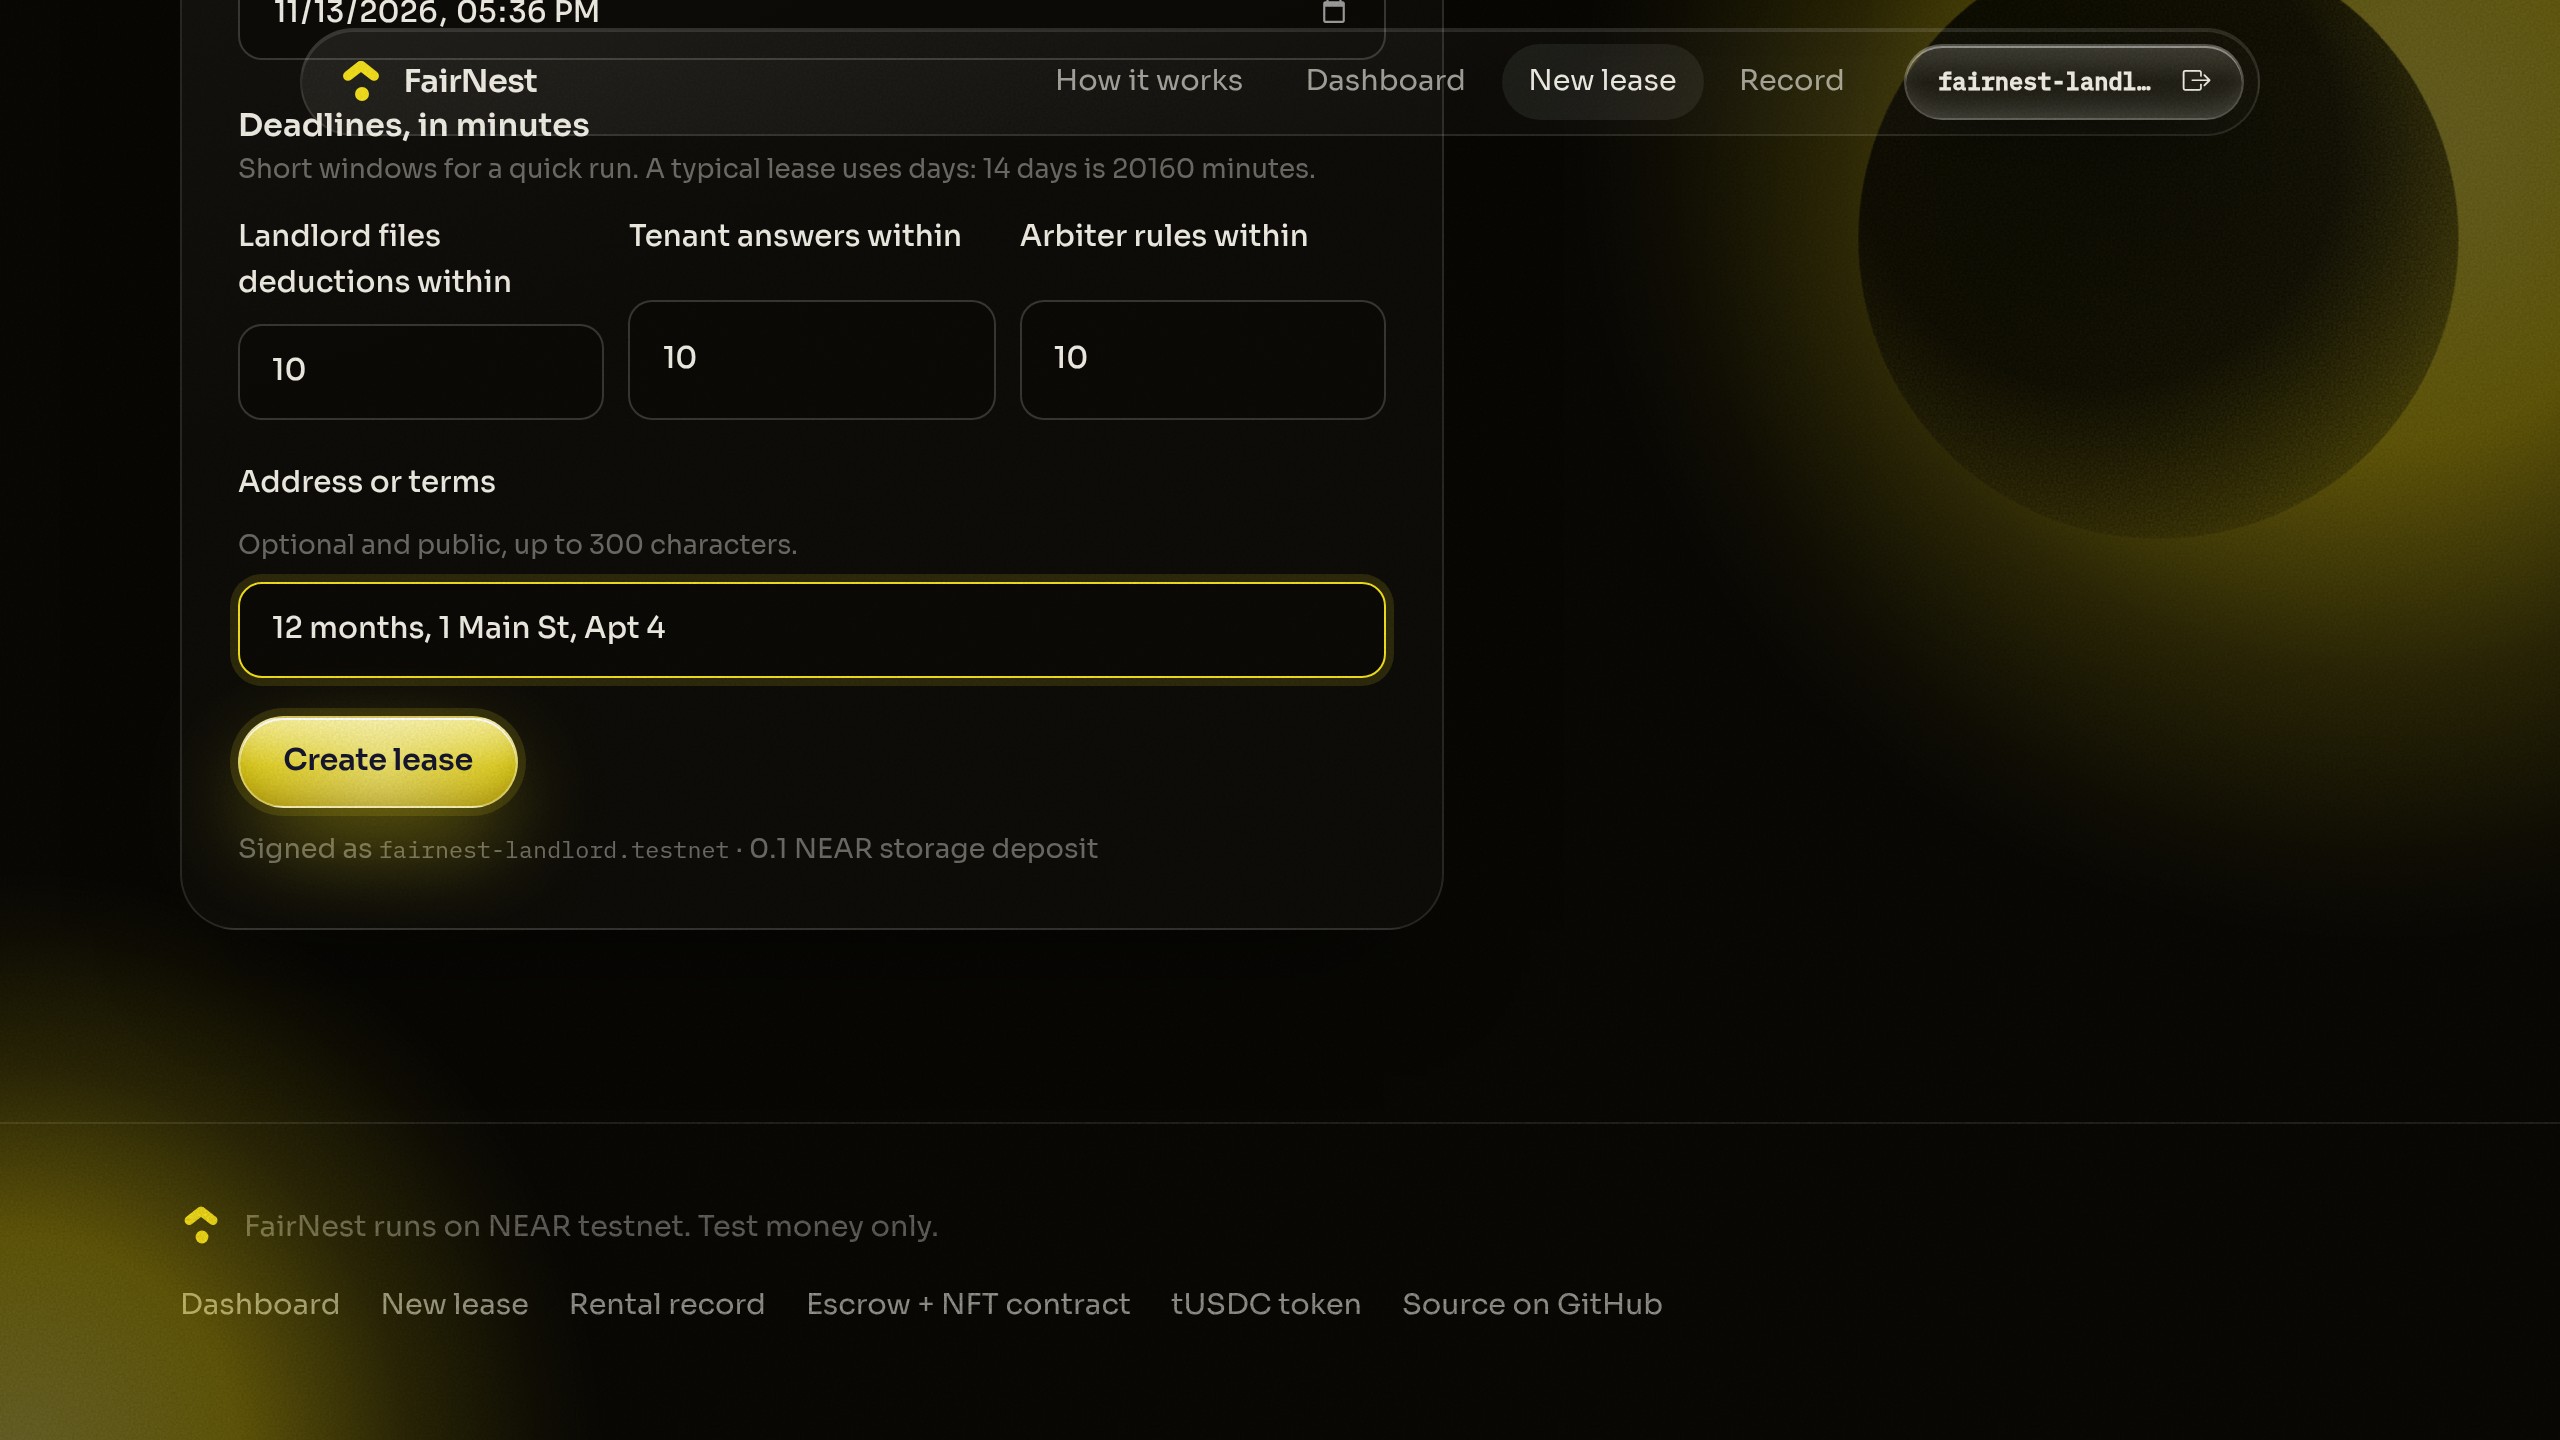 11/13/2026, 05:36 PM
FairNest
How it works
Dashboard
New lease
Record
fairnest-landl…
Deadlines, in minutes
Short windows for a quick run. A typical lease uses days: 14 days is 20160 minutes.
Landlord files
deductions within
Tenant answers within
Arbiter rules within
10
10
10
Address or terms
Optional and public, up to 300 characters.
12 months, 1 Main St, Apt 4
Create lease
Signed as fairnest-landlord.testnet · 0.1 NEAR storage deposit
FairNest runs on NEAR testnet. Test money only.
Dashboard
New lease
Rental record
Escrow + NFT contract
tUSDC token
Source on GitHub